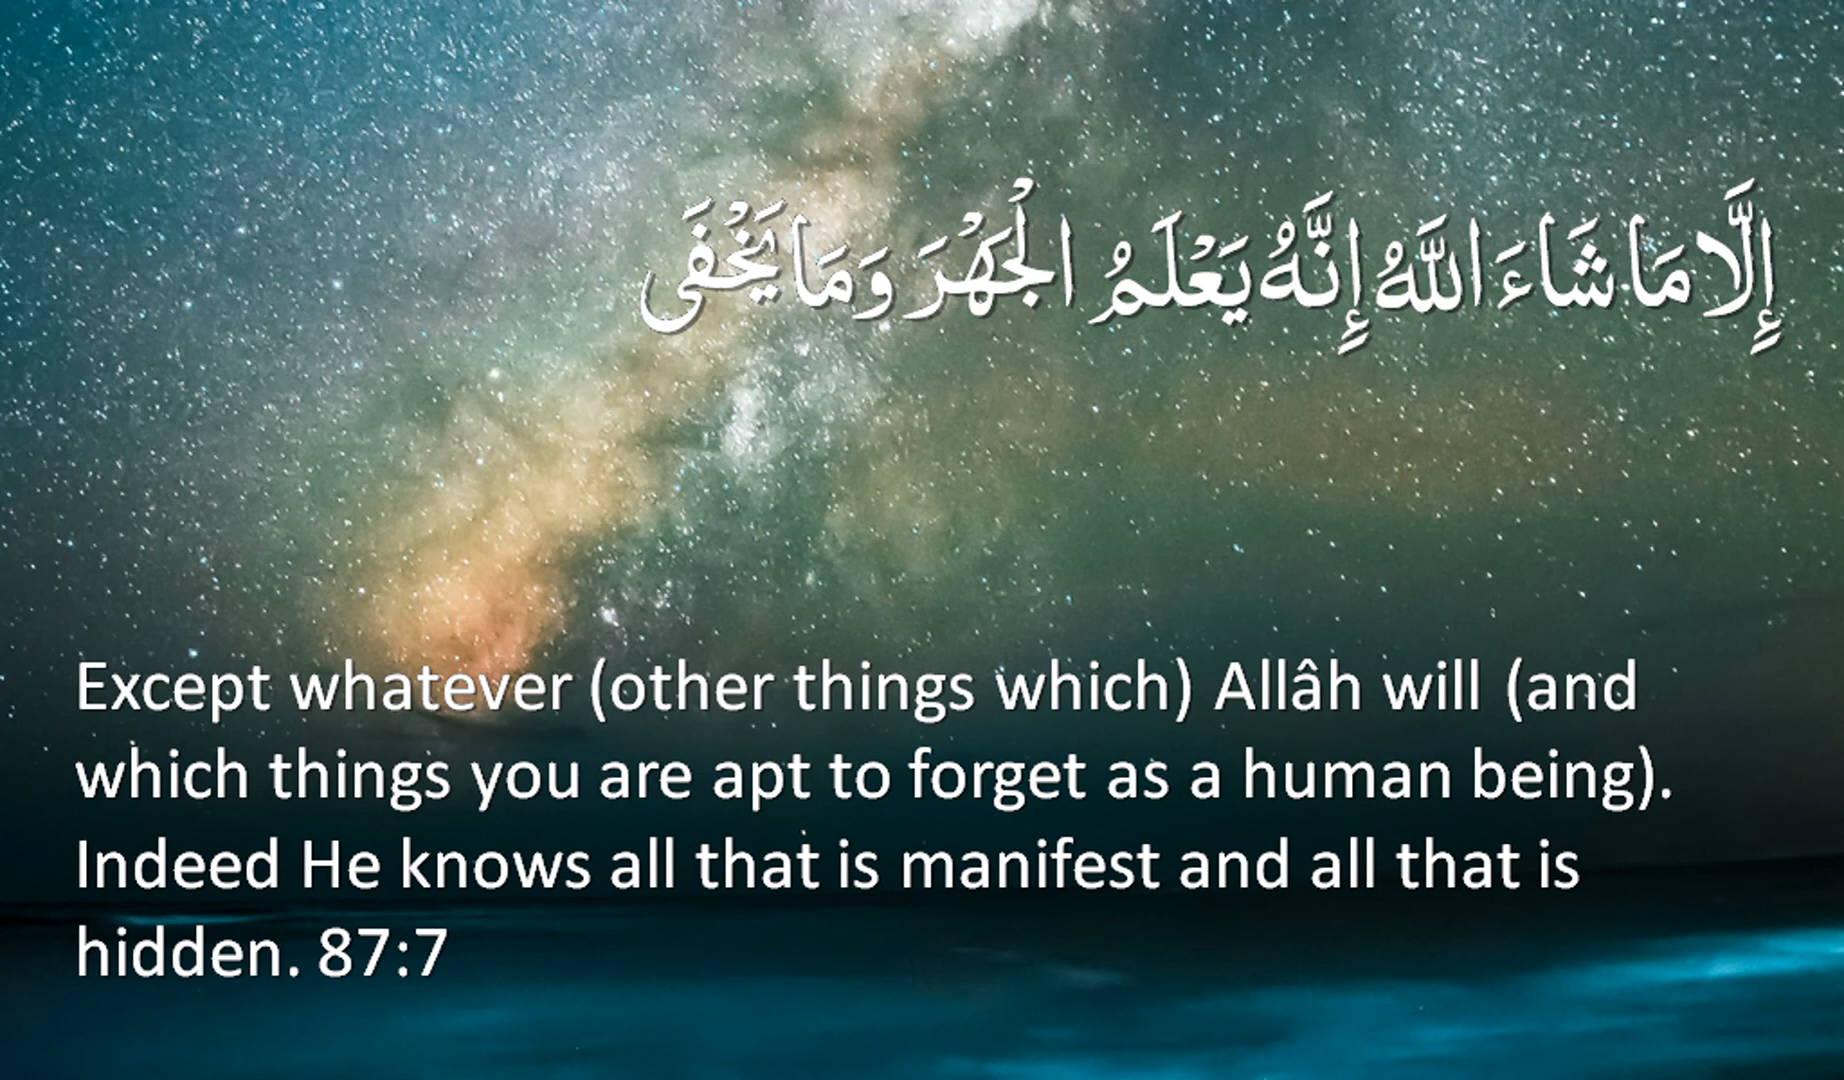 إِلَّا مَا شَاءَ اللَّهُ إِنَّهُ يَعْلَمُ الْجَهْرَ وَمَا يَخْفَى
Except whatever (other things which) Allâh will (and
which things you are apt to forget as a human being).
Indeed He knows all that is manifest and all that is
hidden. 87:7